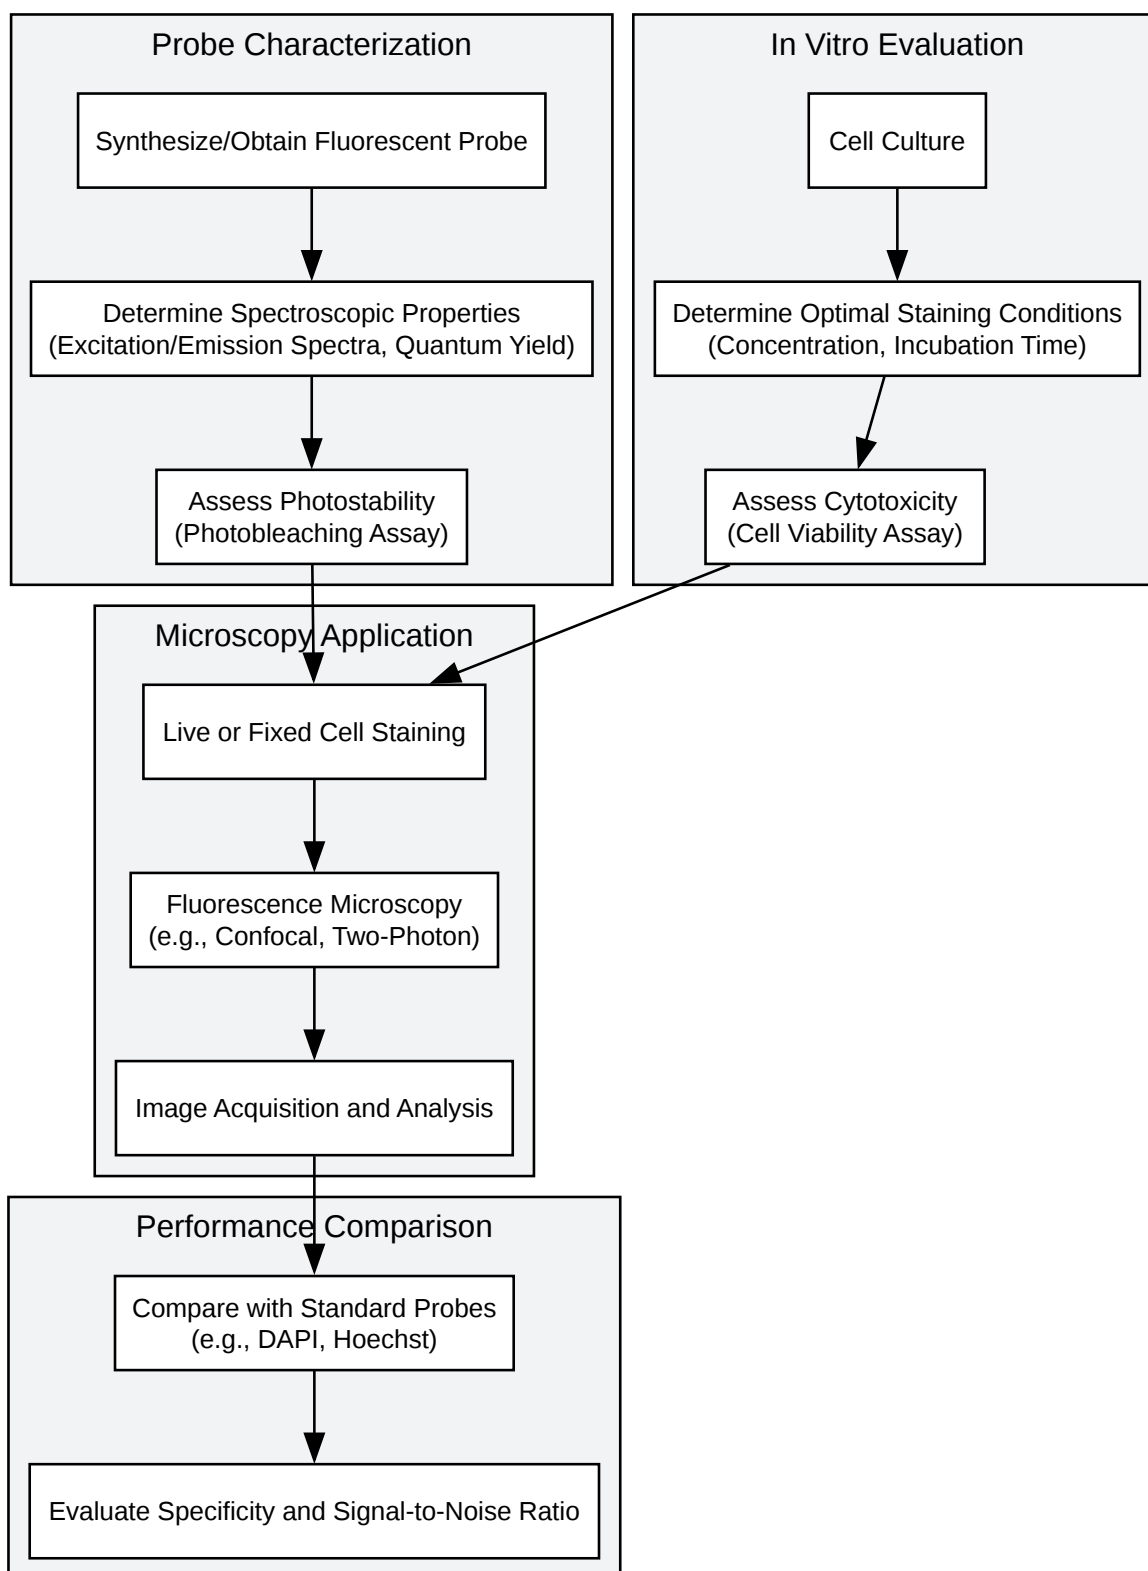 Probe Characterization
Synthesize/Obtain Fluorescent Probe
Determine Spectroscopic Properties
(Excitation/Emission Spectra, Quantum Yield)
Assess Photostability
(Photobleaching Assay)
In Vitro Evaluation
Cell Culture
Determine Optimal Staining Conditions
(Concentration, Incubation Time)
Assess Cytotoxicity
(Cell Viability Assay)
Microscopy Application
Live or Fixed Cell Staining
Fluorescence Microscopy
(e.g., Confocal, Two-Photon)
Image Acquisition and Analysis
Performance Comparison
Compare with Standard Probes
(e.g., DAPI, Hoechst)
Evaluate Specificity and Signal-to-Noise Ratio